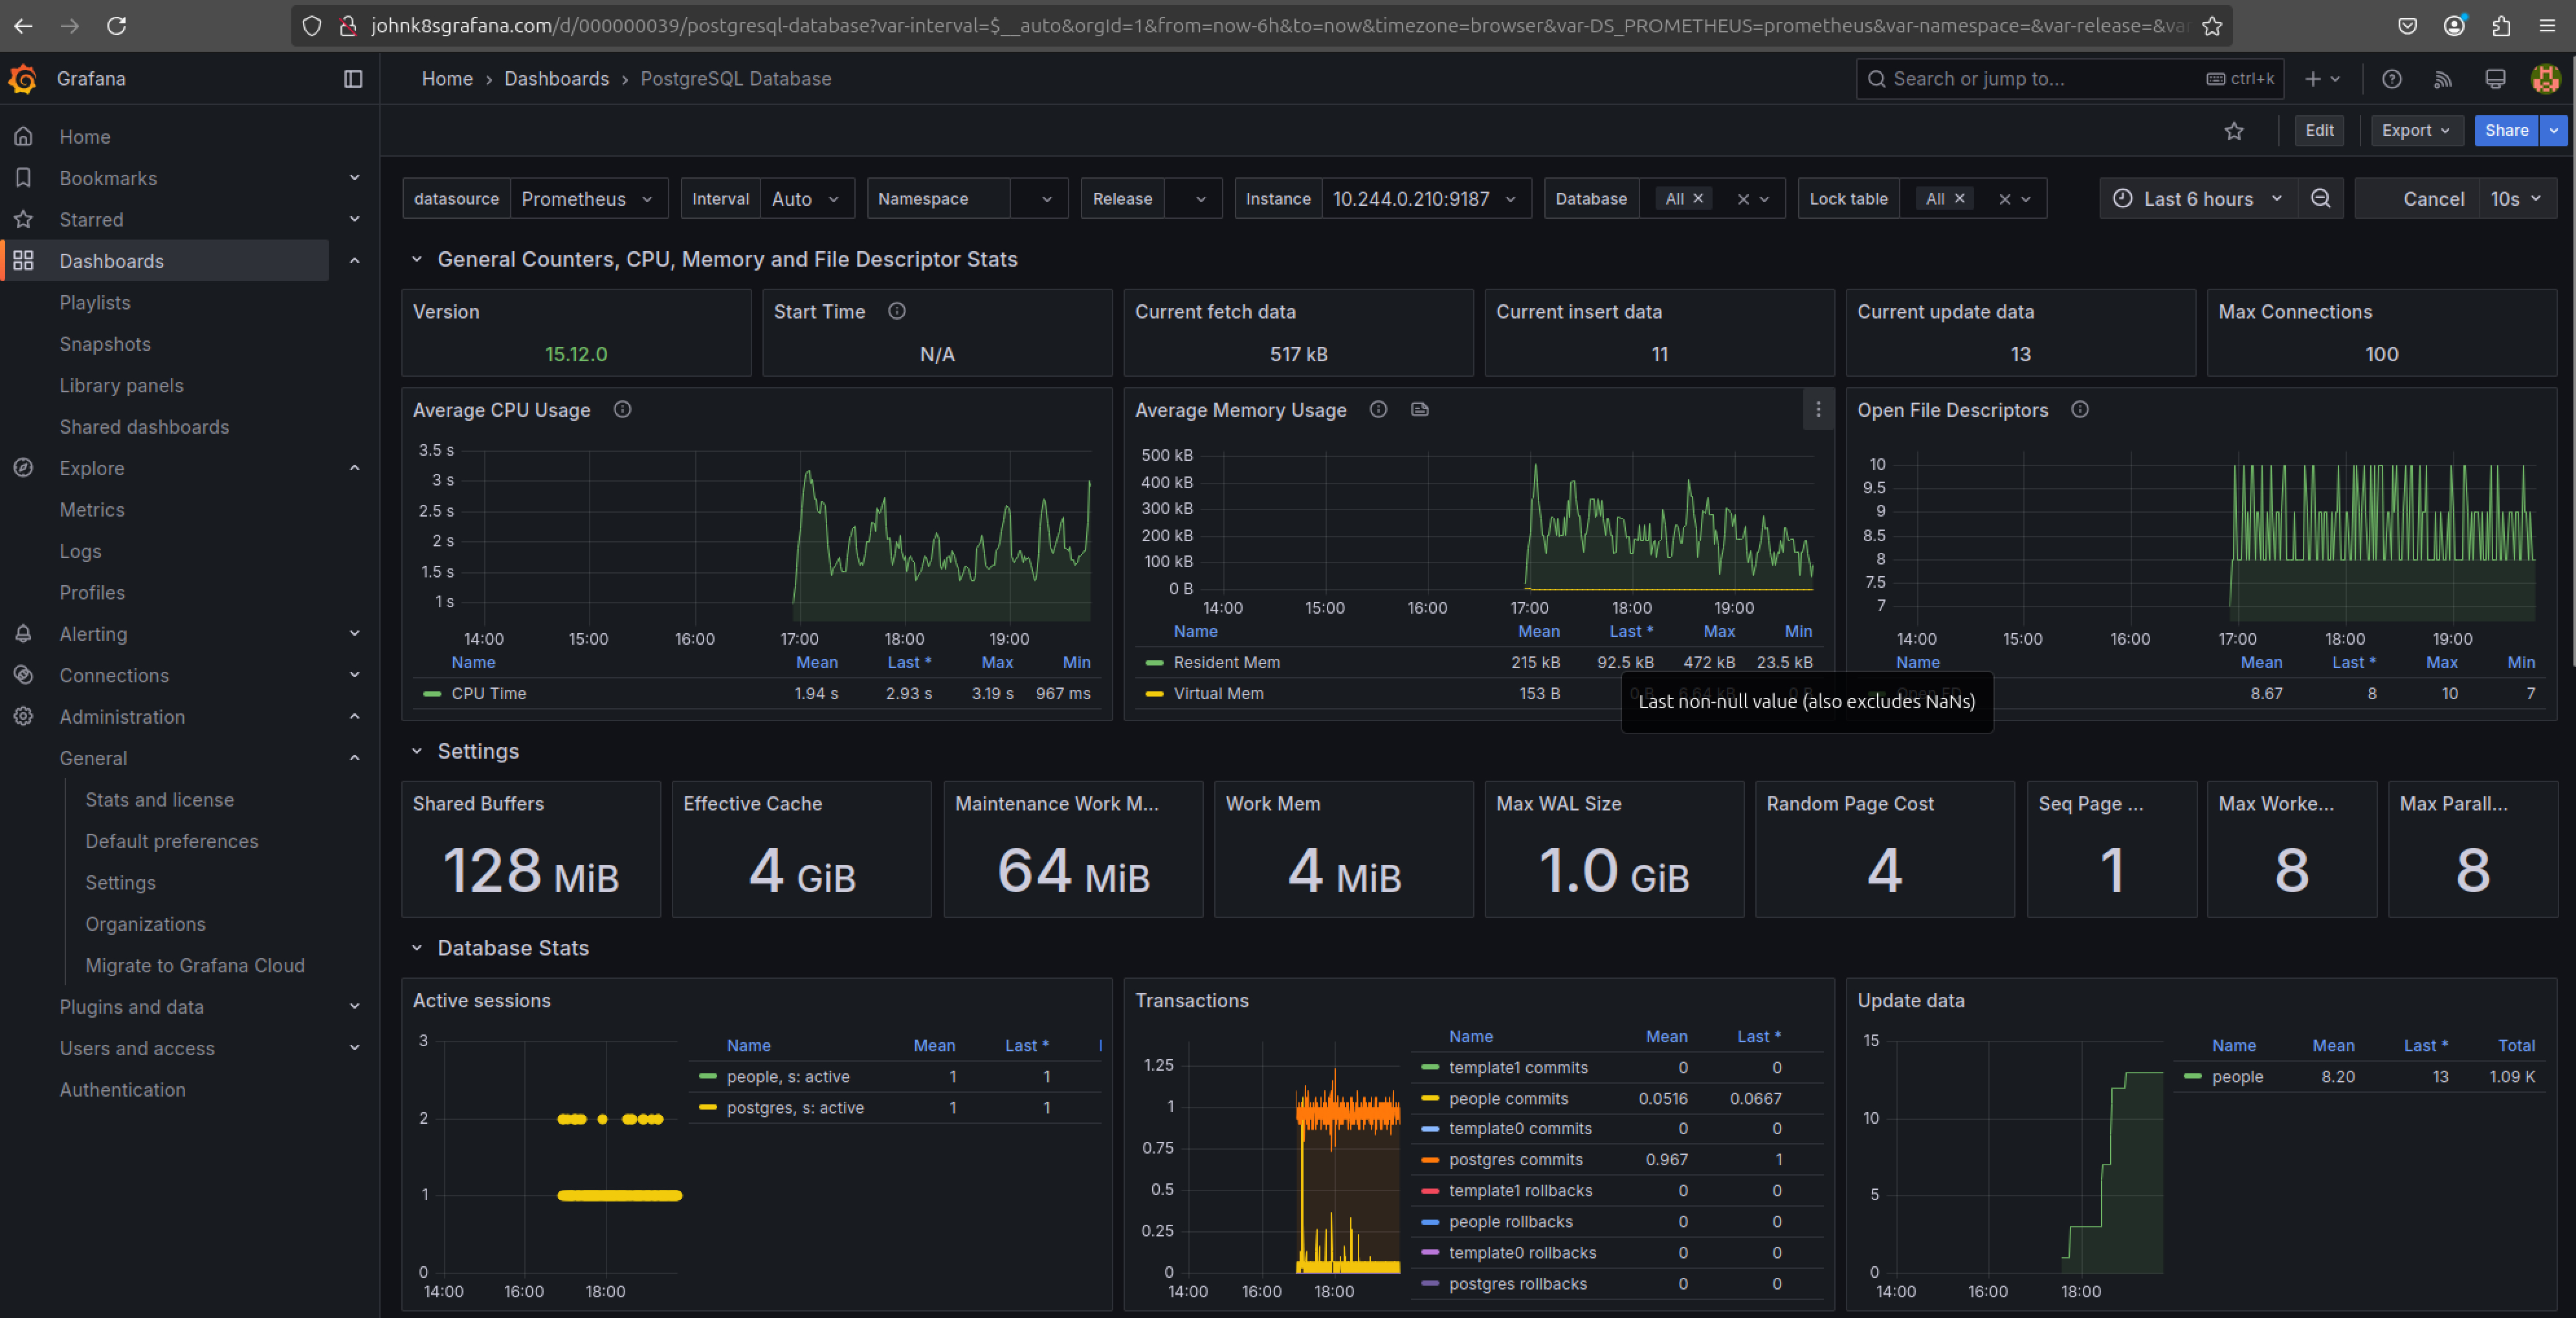 johnk8sgrafana.com/d/000000039/postgresql-database?var-interval=$__auto&orgId=1&from=now-6h&to=now&timezone=browser&var-DS_PROMETHEUS=prometheus&var-namespace=&var-release=&va
Grafana
Home › Dashboards › PostgreSQL Database
Search or jump to... ctrl+k
Edit Export Share
Home
Bookmarks
Starred
Dashboards
Playlists
Snapshots
Library panels
Shared dashboards
Explore
Metrics
Logs
Profiles
Alerting
Connections
Administration
General
Stats and license
Default preferences
Settings
Organizations
Migrate to Grafana Cloud
Plugins and data
Users and access
Authentication
datasource Prometheus Interval Auto Namespace Release Instance 10.244.0.210:9187 Database All Lock table All Last 6 hours Cancel 10s
General Counters, CPU, Memory and File Descriptor Stats
Version
15.12.0
Start Time
N/A
Current fetch data
517 kB
Current insert data
11
Current update data
13
Max Connections
100
Average CPU Usage
3.5 s
3 s
2.5 s
2 s
1.5 s
1 s
14:00 15:00 16:00 17:00 18:00 19:00
Name Mean Last * Max Min
CPU Time 1.94 s 2.93 s 3.19 s 967 ms
Average Memory Usage
500 kB
400 kB
300 kB
200 kB
100 kB
0 B
14:00 15:00 16:00 17:00 18:00 19:00
Name Mean Last * Max Min
Resident Mem 215 kB 92.5 kB 472 kB 23.5 kB
Virtual Mem 153 B 0 B 6.64 kB 0 B
Last non-null value (also excludes NaNs)
Open File Descriptors
10
9.5
9
8.5
8
7.5
7
14:00 15:00 16:00 17:00 18:00 19:00
Name Mean Last * Max Min
Open FD 8.67 8 10 7
Settings
Shared Buffers
128 MiB
Effective Cache
4 GiB
Maintenance Work M...
64 MiB
Work Mem
4 MiB
Max WAL Size
1.0 GiB
Random Page Cost
4
Seq Page ...
1
Max Worke...
8
Max Parall...
8
Database Stats
Active sessions
3
2
1
0
14:00 16:00 18:00
Name Mean Last *
people, s: active 1 1
postgres, s: active 1 1
Transactions
1.25
1
0.75
0.5
0.25
0
14:00 16:00 18:00
Name Mean Last *
template1 commits 0 0
people commits 0.0516 0.0667
template0 commits 0 0
postgres commits 0.967 1
template1 rollbacks 0 0
people rollbacks 0 0
template0 rollbacks 0 0
postgres rollbacks 0 0
Update data
15
10
5
0
14:00 16:00 18:00
Name Mean Last * Total
people 8.20 13 1.09 K